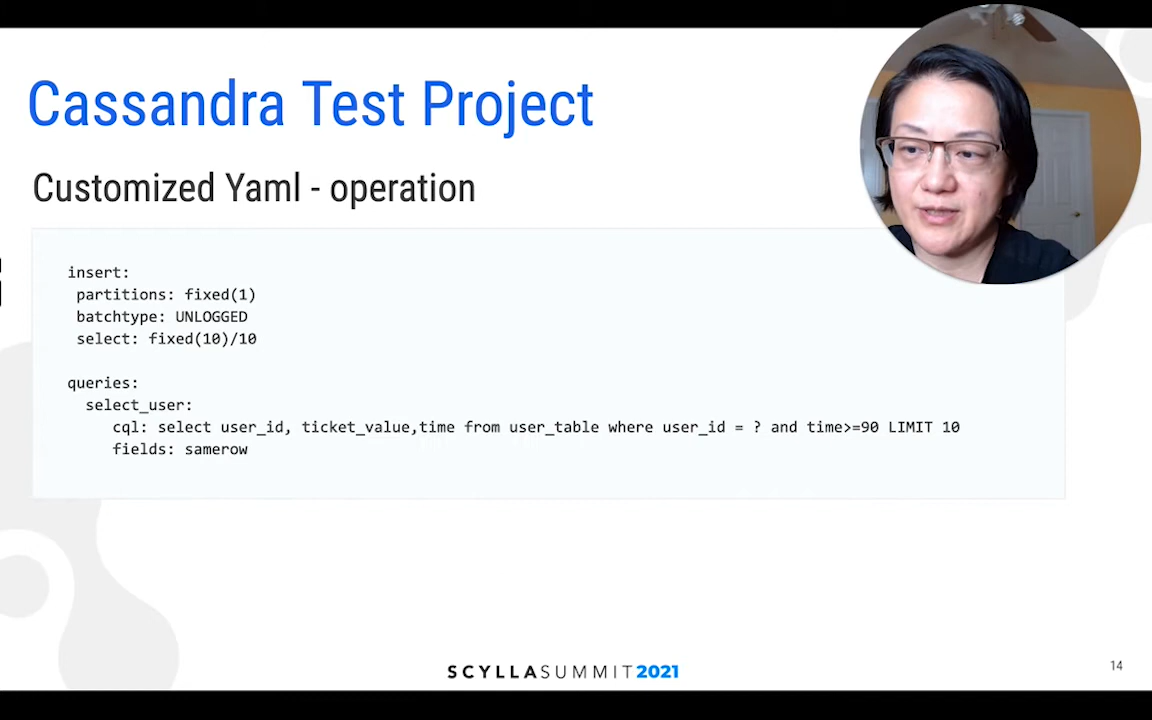 Cassandra Test Project
Customized Yaml - operation
insert:
partitions: fixed(1)
batchtype: UNLOGGED
select: fixed(10)/10
queries:
select_user:
cql: select user_id, ticket_value,time from user_table where user_id = ? and time>=90 LIMIT 10
fields: samerow
SCYLLASUMMIT2021
14